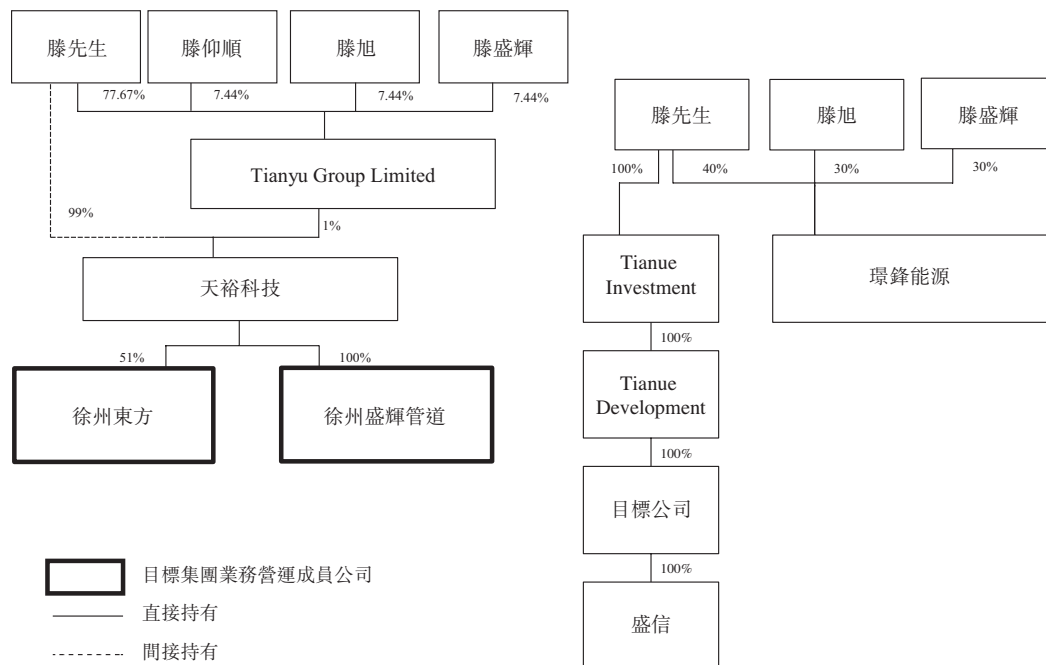 滕先生
滕仰順
滕旭
滕盛輝
77.67%
7.44%
7.44%
7.44%
Tianyu Group Limited
99%
1%
天裕科技
51%
100%
徐州東方
徐州盛輝管道
滕先生
滕旭
滕盛輝
100%
40%
30%
30%
Tianue
Investment
環鋒能源
100%
Tianue
Development
100%
目標公司
100%
盛信
目標集團業務營運成員公司
直接持有
間接持有